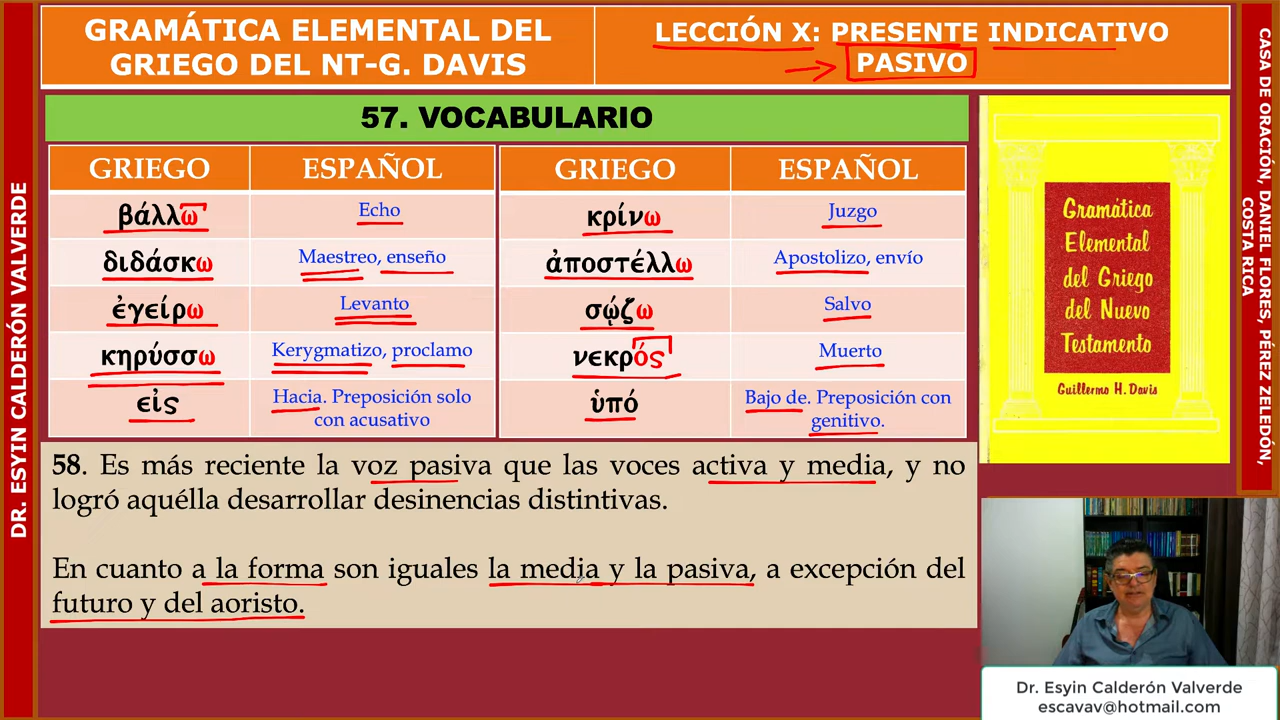 GRAMÁTICA ELEMENTAL DEL
GRIEGO DEL NT-G. DAVIS
LECCIÓN X: PRESENTE INDICATIVO
PASIVO
57. VOCABULARIO
GRIEGO ESPAÑOL GRIEGO ESPAÑOL
βάλλω Echo κρίνω Juzgo
διδάσκω Maestreo, enseño ἀποστέλλω Apostolizo, envío
ἐγείρω Levanto σῴζω Salvo
κηρύσσω Kerygmatizo, proclamo νεκρός Muerto
εἰς Hacia. Preposición solo
con acusativo
ὑπό Bajo de. Preposición con
genitivo.
58. Es más reciente la voz pasiva que las voces activa y media, y no
logró aquélla desarrollar desinencias distintivas.
En cuanto a la forma son iguales la media y la pasiva, a excepción del
futuro y del aoristo.
DR. ESYIN CALDERÓN VALVERDE
CASA DE ORACIÓN, DANIEL FLORES, PÉREZ ZELEDÓN,
COSTA RICA
Gramática
Elemental
del Griego
del Nuevo
Testamento
Guillermo H. Davis
Dr. Esyin Calderón Valverde
escavav@hotmail.com